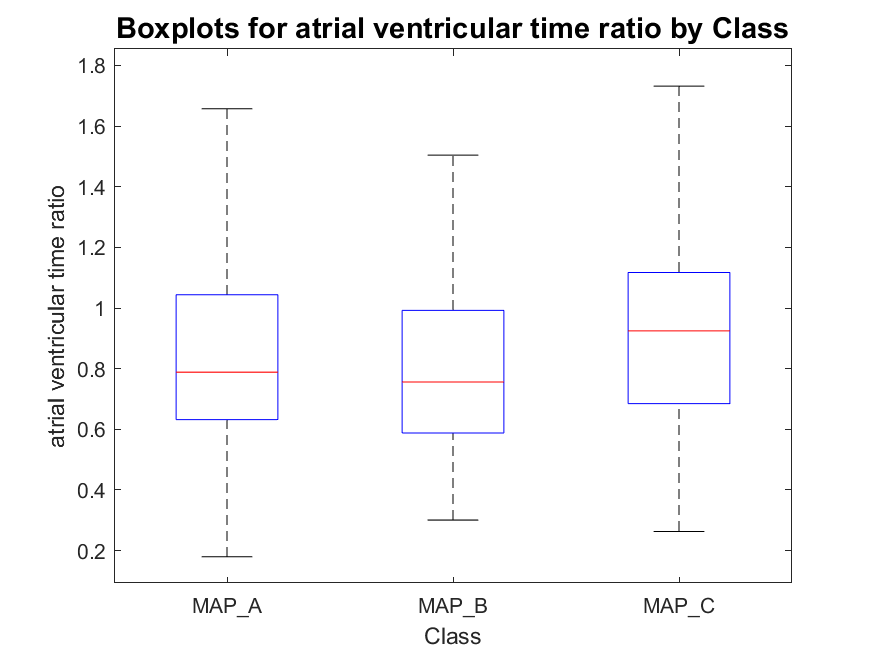 Boxplots for atrial ventricular time ratio by Class
atrial ventricular time ratio
1.8
1.6
1.4
1.2
1
0.8
0.6
0.4
0.2
MAP_A MAP_B MAP_C
Class